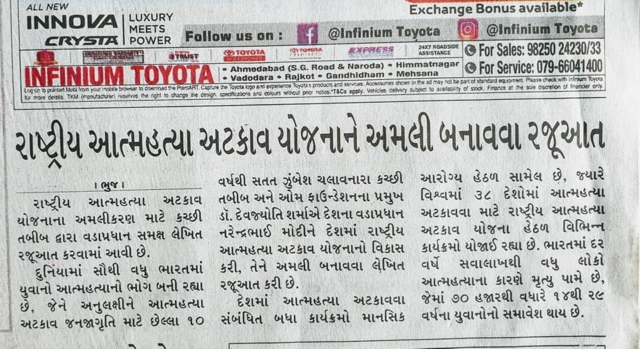 ALL NEW
INNOVA
CRYSTA
LUXURY
MEETS
POWER
Exchange Bonus available*
Follow us on :
@Infinium Toyota
@Infinium Toyota
INFINIUM TOYOTA
TOYOTA
EXPRESS
24X7 ROADSIDE
ASSISTANCE
• Ahmedabad (S.G. Road & Naroda) • Himmatnagar
• Vadodara • Rajkot • Gandhidham • Mehsana
For Sales: 98250 24230/33
For Service: 079-66041400
રાષ્ટ્રીય આત્મહત્યા અટકાવ યોજનાને અમલી બનાવવા રજૂઆત
। ભુજ ।
રાષ્ટ્રીય આત્મહત્યા અટકાવ
યોજનાના અમલીકરણ માટે કચ્છી
તબીબ દ્વારા વડાપ્રધાન સમક્ષ લેખિત
રજૂઆત કરવામાં આવી છે.
દુનિયામાં સૌથી વધુ ભારતમાં
યુવાનો આત્મહત્યાનો ભોગ બની રહ્યા
છે, જેને અનુલક્ષીને આત્મહત્યા
અટકાવ જનજાગૃતિ માટે છેલ્લા ૧૦
વર્ષથી સતત ઝુંબેશ ચલાવનારા કચ્છી
તબીબ અને ઓમ ફાઉન્ડેશનના પ્રમુખ
ડૉ. દેવજ્યોતિ શર્માએ દેશના વડાપ્રધાન
નરેન્દ્રભાઈ મોદીને દેશમાં રાષ્ટ્રીય
આત્મહત્યા અટકાવ યોજનાનો વિકાસ
કરી, તેને અમલી બનાવવા લેખિત
રજૂઆત કરી છે.
દેશમાં આત્મહત્યા અટકાવવા
સંબંધિત બધા કાર્યક્રમો માનસિક
આરોગ્ય હેઠળ સામેલ છે, જ્યારે
વિશ્વમાં ૩૮ દેશોમાં આત્મહત્યા
અટકાવવા માટે રાષ્ટ્રીય આત્મહત્યા
અટકાવ યોજના હેઠળ વિભિન્ન
કાર્યક્રમો યોજાઈ રહ્યા છે. ભારતમાં દર
વર્ષે સવાલાખથી વધુ લોકો
આત્મહત્યાના કારણે મૃત્યુ પામે છે,
જેમાં ૭૦ હજારથી વધારે ૧૪થી ૨૯
વર્ષના યુવાનોનો સમાવેશ થાય છે.